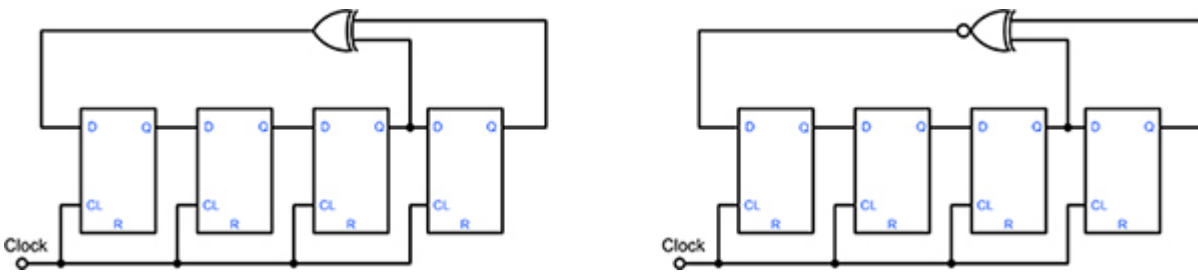 D Q D Q D Q D Q D Q D Q D Q D Q
CL CL CL CL CL CL CL CL
R R R R R R R R
Clock Clock